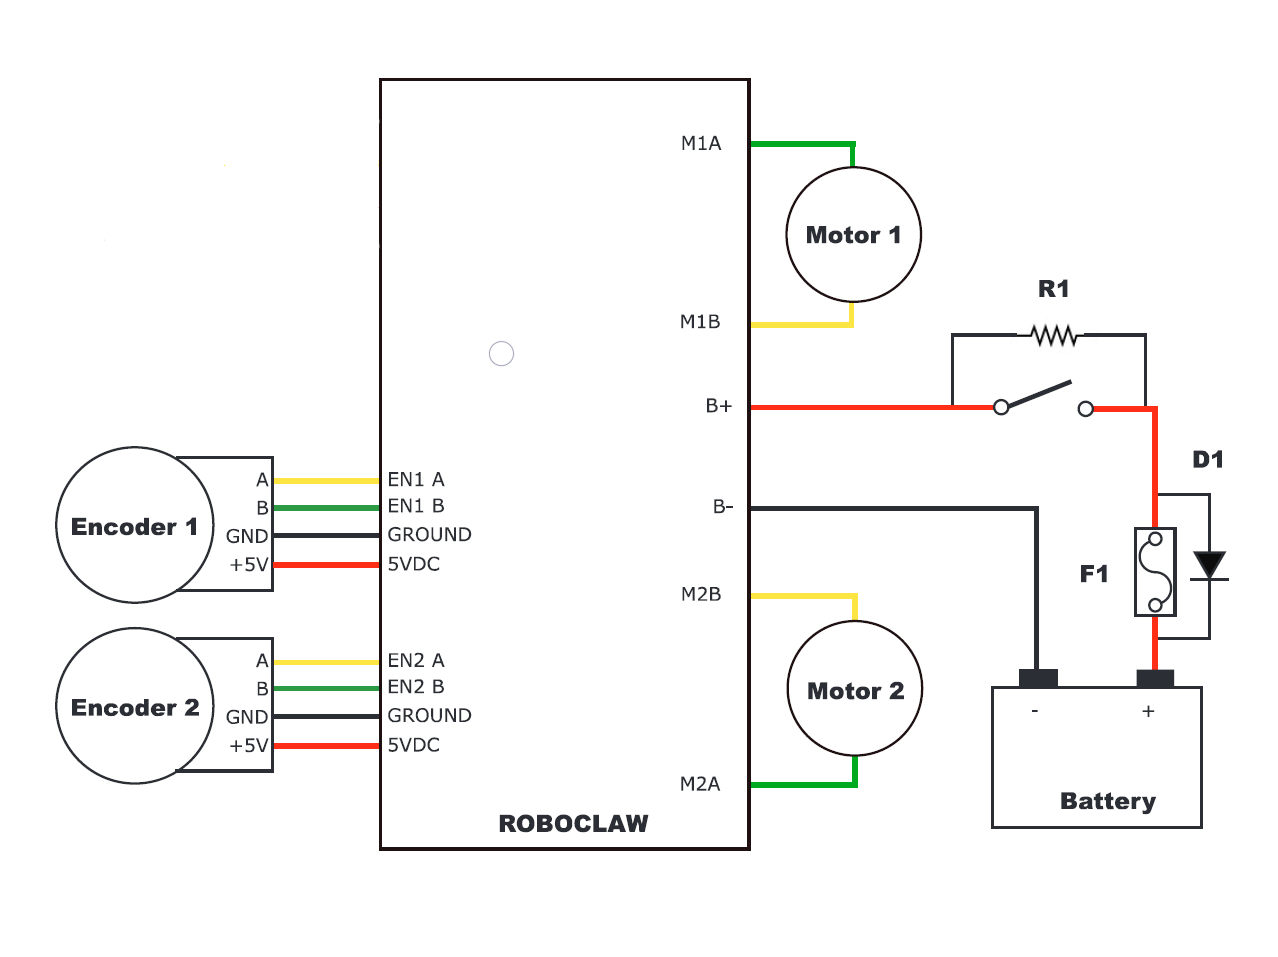 M1A
Motor 1
M1B
R1
B+
D1
B-
F1
M2B
Motor 2
M2A
- +
Battery
Encoder 1
A
B
GND
+5V
EN1 A
EN1 B
GROUND
5VDC
Encoder 2
A
B
GND
+5V
EN2 A
EN2 B
GROUND
5VDC
ROBOCLAW